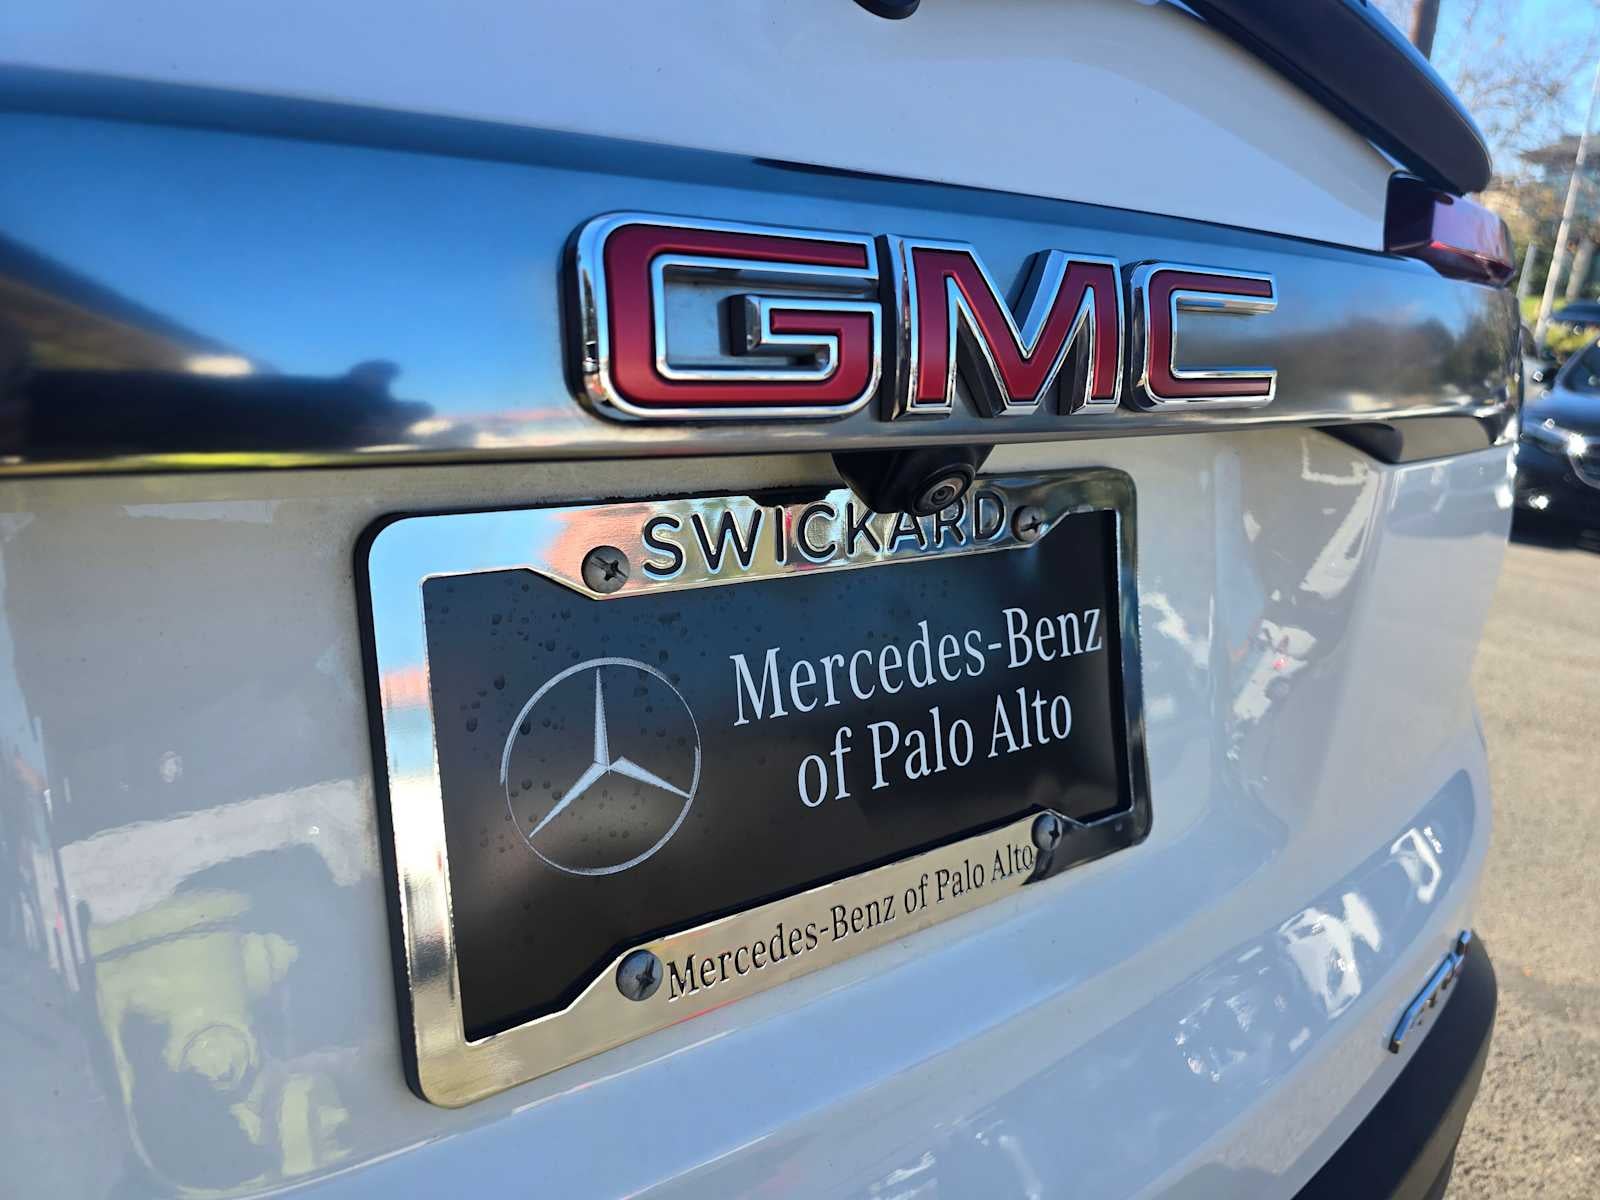 GMC
SWICKARD
Mercedes-Benz
of Palo Alto
Mercedes-Benz of Palo Alto